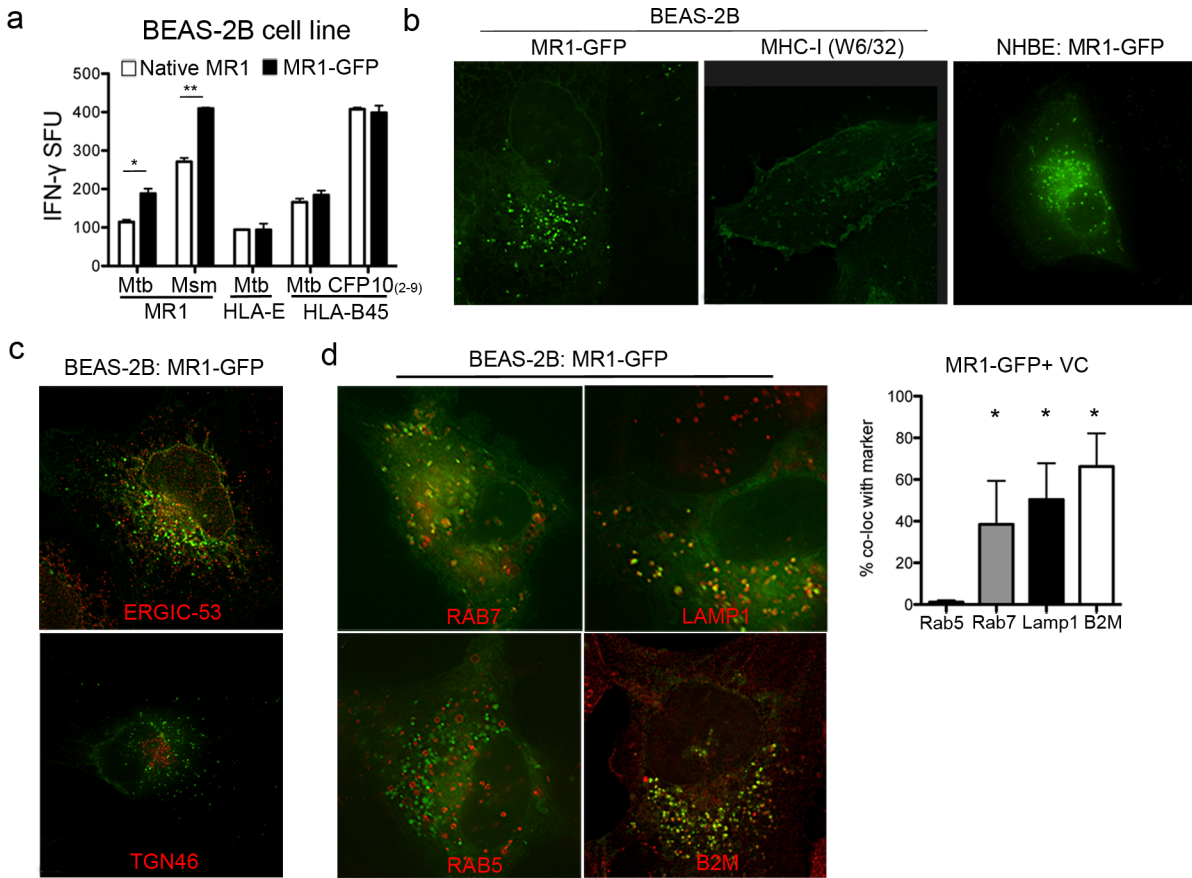 a
BEAS-2B cell line
Native MR1 MR1-GFP
IFN-γ SFU
500
400
300
200
100
0
*
**
Mtb Msm Mtb Mtb CFP10(2-9)
MR1 HLA-E HLA-B45
b
BEAS-2B
MR1-GFP MHC-I (W6/32) NHBE: MR1-GFP
c
BEAS-2B: MR1-GFP
ERGIC-53
TGN46
d
BEAS-2B: MR1-GFP
RAB7 LAMP1
RAB5 B2M
MR1-GFP+ VC
% co-loc with marker
100
80
60
40
20
0
* * *
Rab5 Rab7 Lamp1 B2M